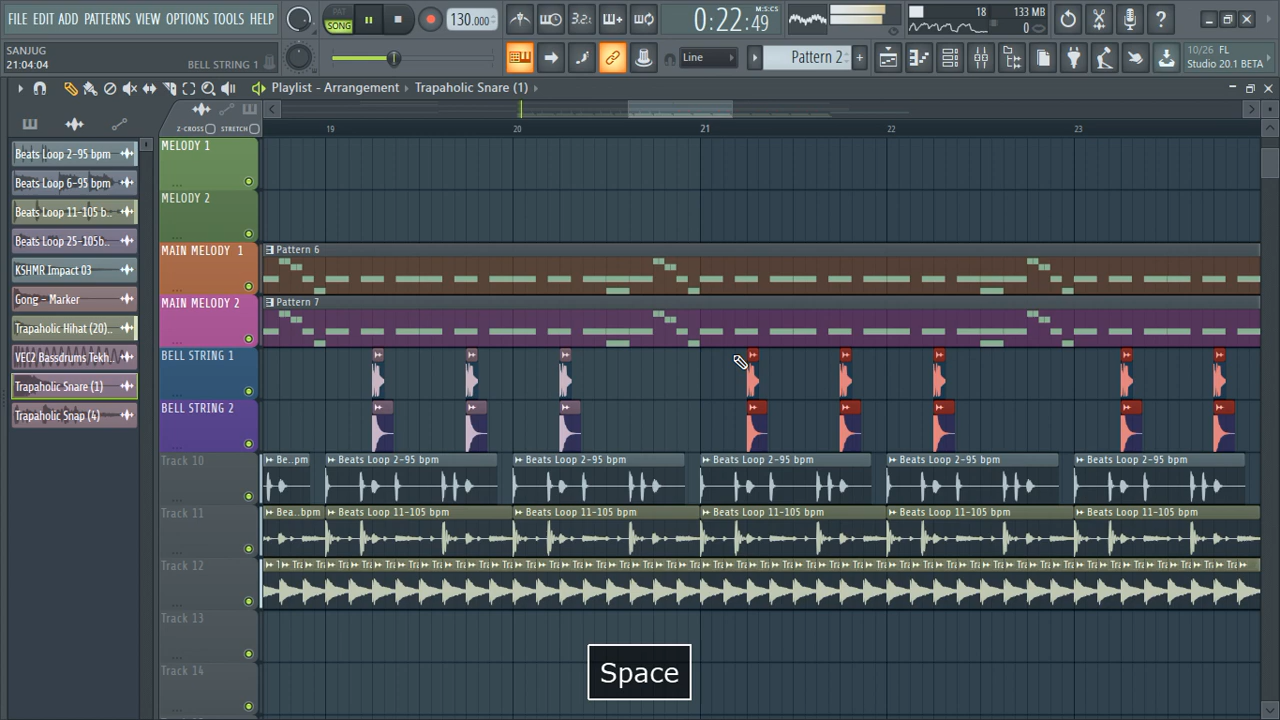 FILE EDIT ADD PATTERNS VIEW OPTIONS TOOLS HELP
PAT
SONG
130.000
3.2
0:22:49
M:S:CS
18
133 MB
0
SANJUG
21:04:04
BELL STRING 1
Line
Pattern 2
+
10/26 FL
Studio 20.1 BETA
Playlist - Arrangement
Trapaholic Snare (1)
Z-CROSS
STRETCH
19
20
21
22
23
Beats Loop 2-95 bpm
Beats Loop 6-95 bpm
Beats Loop 11-105 b..
Beats Loop 25-105b..
KSHMR Impact 03
Gong - Marker
Trapaholic Hihat (20)..
VEC2 Bassdrums Tekh..
Trapaholic Snare (1)
Trapaholic Snap (4)
MELODY 1
MELODY 2
MAIN MELODY 1
Pattern 6
MAIN MELODY 2
Pattern 7
BELL STRING 1
BELL STRING 2
Track 10
Be..pm
Beats Loop 2-95 bpm
Beats Loop 2-95 bpm
Beats Loop 2-95 bpm
Beats Loop 2-95 bpm
Beats Loop 2-95 bpm
Track 11
Bea..bpm
Beats Loop 11-105 bpm
Beats Loop 11-105 bpm
Beats Loop 11-105 bpm
Beats Loop 11-105 bpm
Beats Loop 11-105 bpm
Track 12
Track 13
Track 14
Space